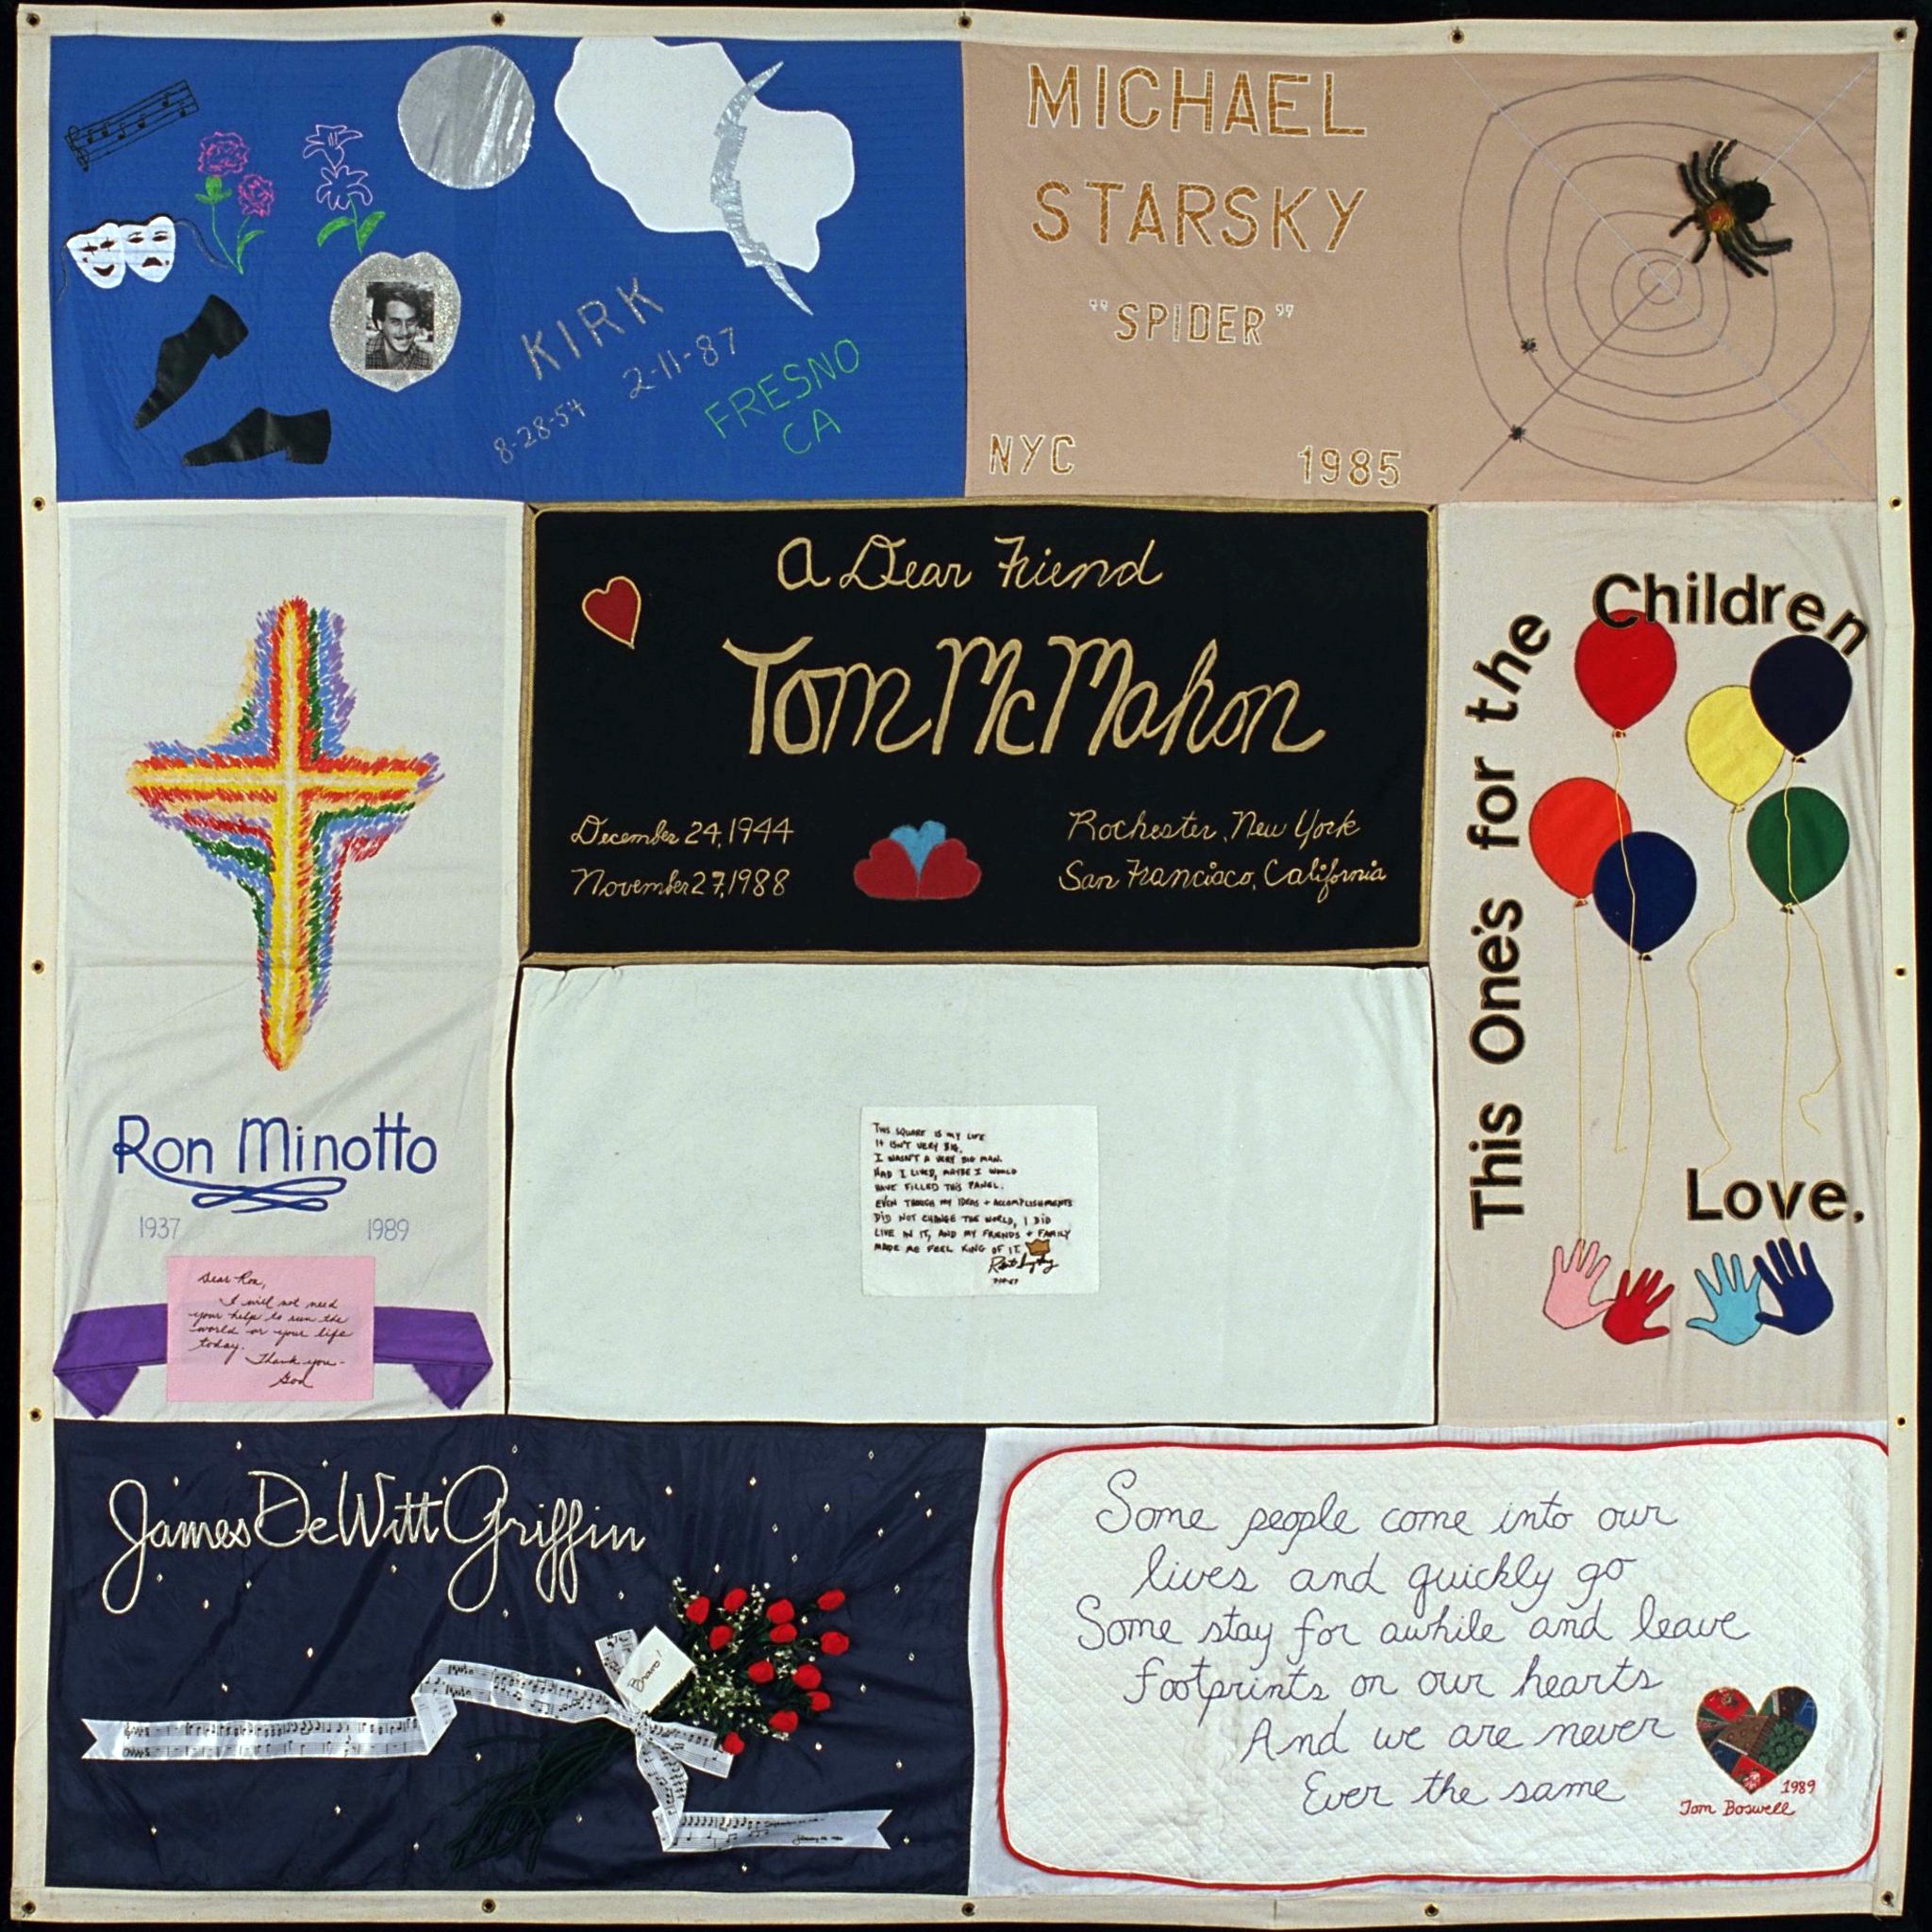 KIRK
8-28-54 2-11-87
FRESNO
CA
MICHAEL
STARSKY
"SPIDER"
NYC 1985
Ron Minotto
1937 1989
Dear Ron,
I will not need
your help to run the
world or your life
today.
Thank you-
God
A Dear Friend
Tom McMahon
December 24, 1944
November 27, 1988
Rochester, New York
San Francisco, California
THIS SQUARE IS MY LIFE
IT ISN'T VERY BIG.
I WASN'T A VERY BIG MAN.
HAD I LIVED, MAYBE I WOULD
HAVE FILLED THIS PANEL.
EVEN THOUGH MY IDEAS + ACCOMPLISHMENTS
DID NOT CHANGE THE WORLD, I DID
LIVE IN IT, AND MY FRIENDS + FAMILY
MADE ME FEEL KING OF IT.
This One's for the Children
Love.
James DeWitt Griffin
Bravo!
Some people come into our
lives and quickly go
Some stay for awhile and leave
footprints on our hearts
And we are never
Ever the same
1989
Tom Boswell